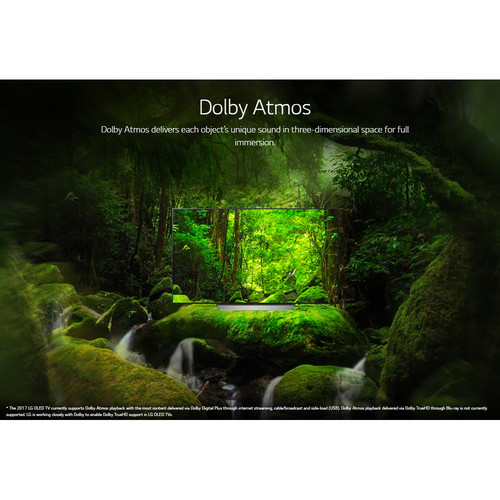 Dolby Atmos
Dolby Atmos delivers each object's unique sound in three-dimensional space for full
immersion.
* The 2017 LG OLED TV currently supports Dolby Atmos playback with the most content delivered via Dolby Digital Plus through internet streaming, cable/broadcast and side-load (USB). Dolby Atmos playback delivered via Dolby TrueHD through Blu-ray is not currently
supported. LG is working closely with Dolby to enable Dolby TrueHD support in LG OLED TVs.